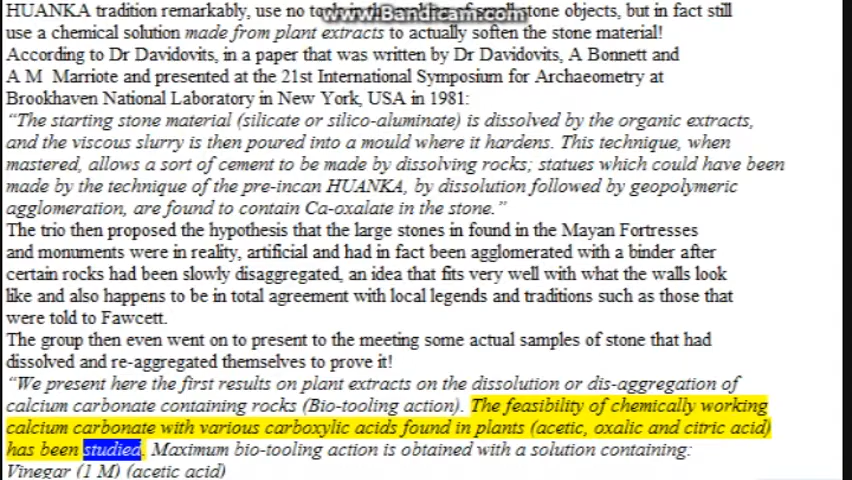 HUANKA tradition remarkably, use no tools in the making of small stone objects, but in fact still
www.Bandicam.com
use a chemical solution made from plant extracts to actually soften the stone material!
According to Dr Davidovits, in a paper that was written by Dr Davidovits, A Bonnett and
A M Marriote and presented at the 21st International Symposium for Archaeometry at
Brookhaven National Laboratory in New York, USA in 1981:
“The starting stone material (silicate or silico-aluminate) is dissolved by the organic extracts,
and the viscous slurry is then poured into a mould where it hardens. This technique, when
mastered, allows a sort of cement to be made by dissolving rocks; statues which could have been
made by the technique of the pre-incan HUANKA, by dissolution followed by geopolymeric
agglomeration, are found to contain Ca-oxalate in the stone.”
The trio then proposed the hypothesis that the large stones in found in the Mayan Fortresses
and monuments were in reality, artificial and had in fact been agglomerated with a binder after
certain rocks had been slowly disaggregated, an idea that fits very well with what the walls look
like and also happens to be in total agreement with local legends and traditions such as those that
were told to Fawcett.
The group then even went on to present to the meeting some actual samples of stone that had
dissolved and re-aggregated themselves to prove it!
“We present here the first results on plant extracts on the dissolution or dis-aggregation of
calcium carbonate containing rocks (Bio-tooling action). The feasibility of chemically working
calcium carbonate with various carboxylic acids found in plants (acetic, oxalic and citric acid)
has been studied. Maximum bio-tooling action is obtained with a solution containing:
Vinegar (1 M) (acetic acid)